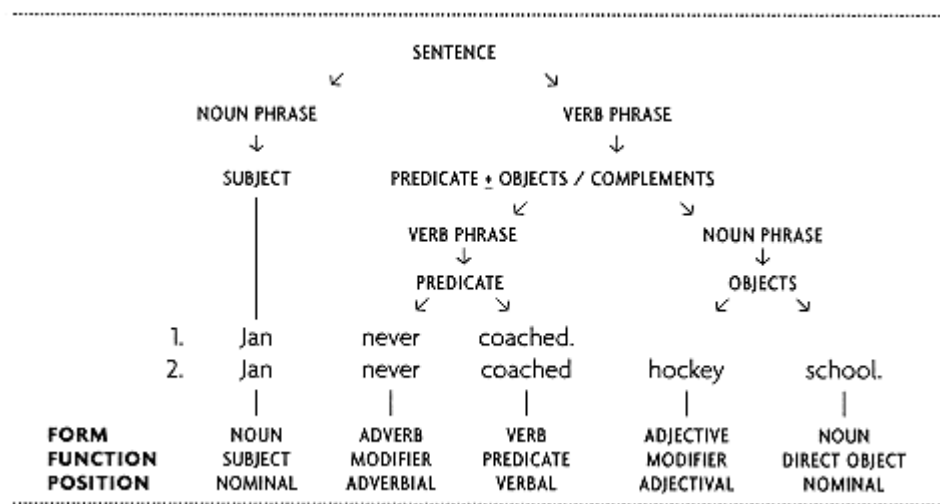 SENTENCE
NOUN PHRASE VERB PHRASE
SUBJECT PREDICATE ± OBJECTS / COMPLEMENTS
VERB PHRASE NOUN PHRASE
PREDICATE OBJECTS
1. Jan never coached.
2. Jan never coached hockey school.
FORM NOUN ADVERB VERB ADJECTIVE NOUN
FUNCTION SUBJECT MODIFIER PREDICATE MODIFIER DIRECT OBJECT
POSITION NOMINAL ADVERBIAL VERBAL ADJECTIVAL NOMINAL